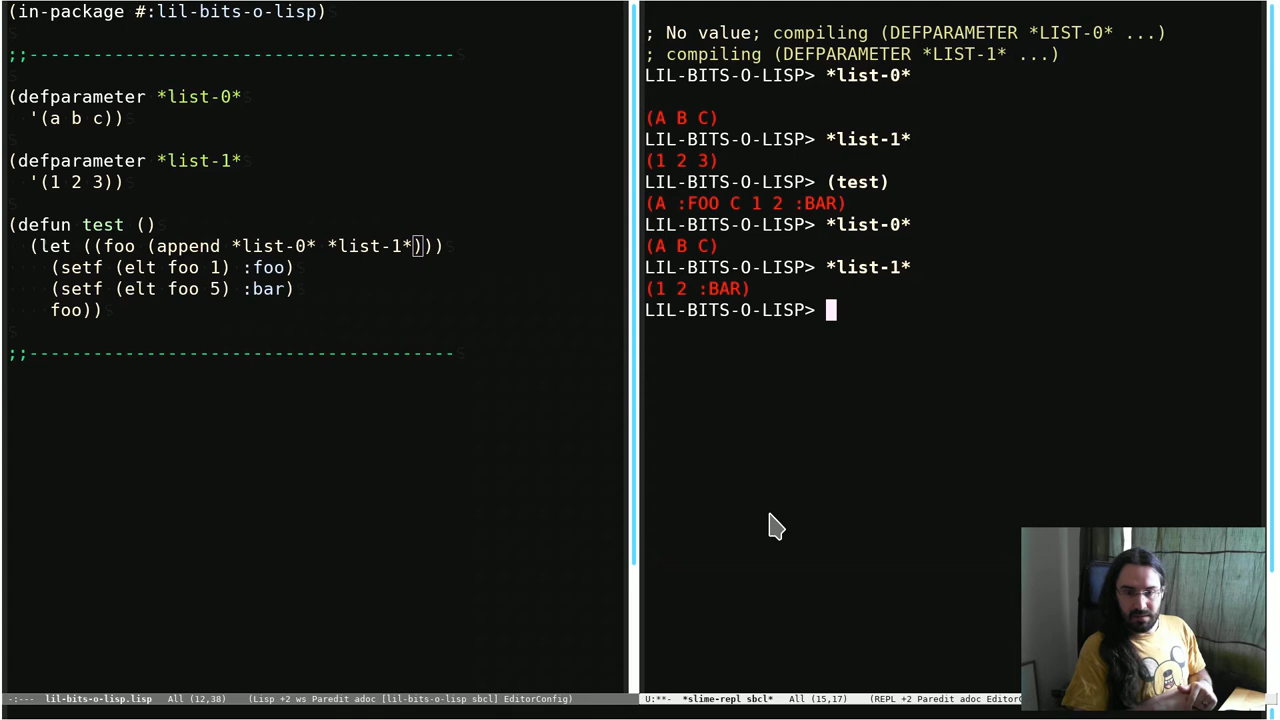 (in-package #:lil-bits-o-lisp)
;;----------------------------------------
(defparameter *list-0*
'(a b c))
(defparameter *list-1*
'(1 2 3))
(defun test ()
(let ((foo (append *list-0* *list-1*)))
(setf (elt foo 1) :foo)
(setf (elt foo 5) :bar)
foo))
;;----------------------------------------
-:--- lil-bits-o-lisp.lisp All (12,38) (Lisp +2 ws Paredit adoc [lil-bits-o-lisp sbcl] EditorConfig)
; No value; compiling (DEFPARAMETER *LIST-0* ...)
; compiling (DEFPARAMETER *LIST-1* ...)
LIL-BITS-O-LISP> *list-0*
(A B C)
LIL-BITS-O-LISP> *list-1*
(1 2 3)
LIL-BITS-O-LISP> (test)
(A :FOO C 1 2 :BAR)
LIL-BITS-O-LISP> *list-0*
(A B C)
LIL-BITS-O-LISP> *list-1*
(1 2 :BAR)
LIL-BITS-O-LISP>
U:**- *slime-repl sbcl* All (15,17) (REPL +2 Paredit adoc EditorC